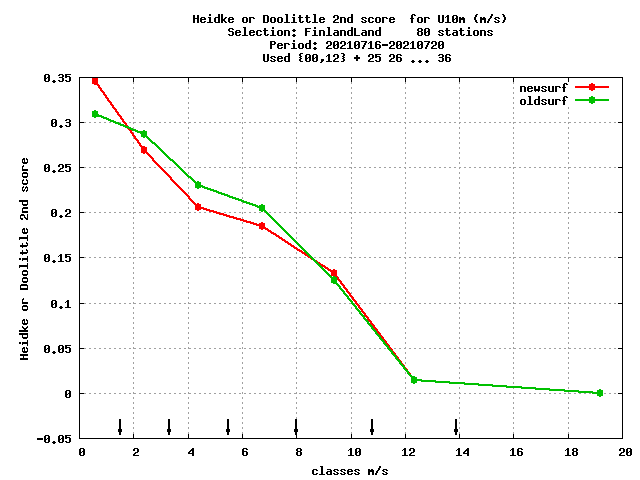 Heidke or Doolittle 2nd score  for U10m (m/s)
Selection: FinlandLand     80 stations
Period: 20210716-20210720
Used {00,12} + 25 26 ... 36
newsurf
oldsurf
0.35
0.3
0.25
0.2
0.15
0.1
0.05
0
-0.05
Heidke or Doolittle 2nd score
0 2 4 6 8 10 12 14 16 18 20
classes m/s